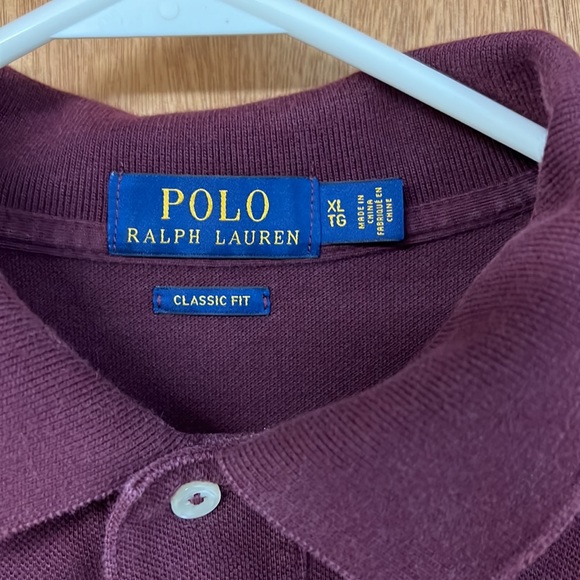 POLO
RALPH LAUREN
XL
TG
MADE IN
CHINA
FABRIQUÉ EN
CHINE
CLASSIC FIT